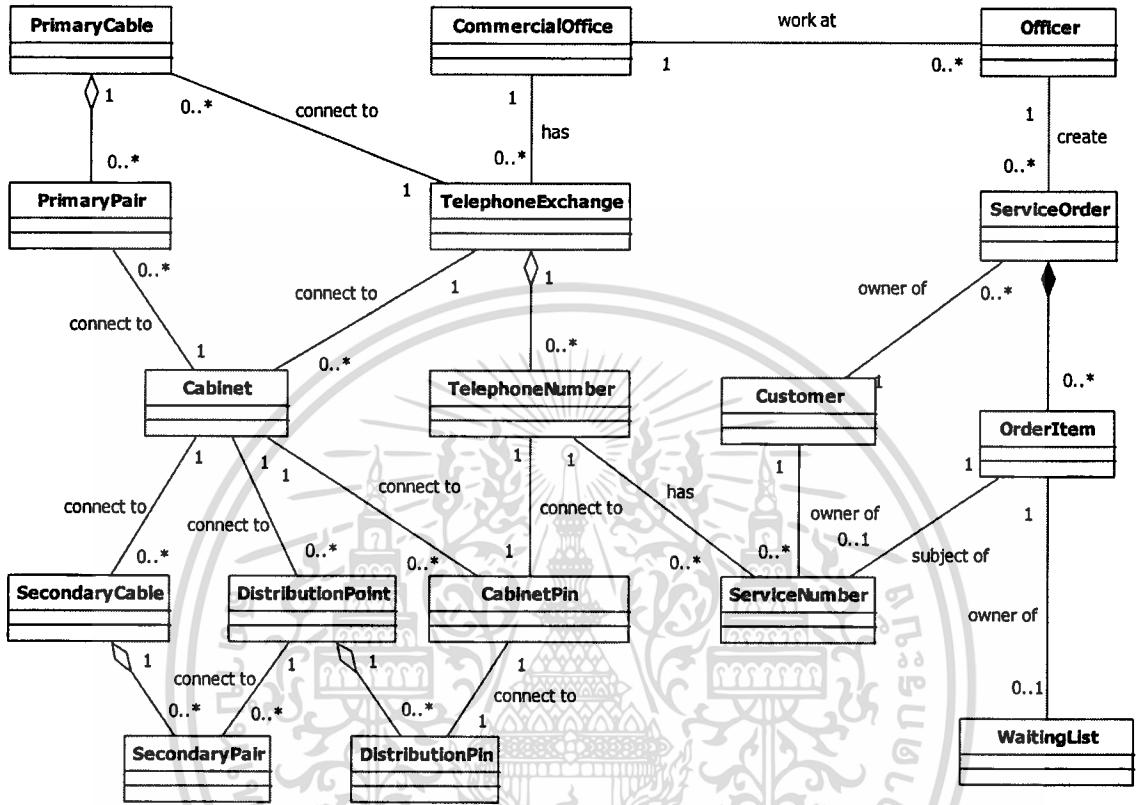 PrimaryCable
CommercialOffice
work at
Officer
1
0..*
1
0..*
connect to
1
has
0..*
1
create
0..*
0..*
1
PrimaryPair
TelephoneExchange
ServiceOrder
0..*
connect to
connect to
1
1
owner of
0..*
1
0..*
0..*
0..*
Cabinet
TelephoneNumber
Customer
1
OrderItem
1
1
1
connect to
1
1
has
1
1
1
connect to
connect to
connect to
owner of
0..1
subject of
0..*
0..*
0..*
1
0..*
0..*
SecondaryCable
DistributionPoint
CabinetPin
ServiceNumber
owner of
1
connect to
1
1
1
connect to
0..*
0..*
0..*
1
0..1
SecondaryPair
DistributionPin
WaitingList